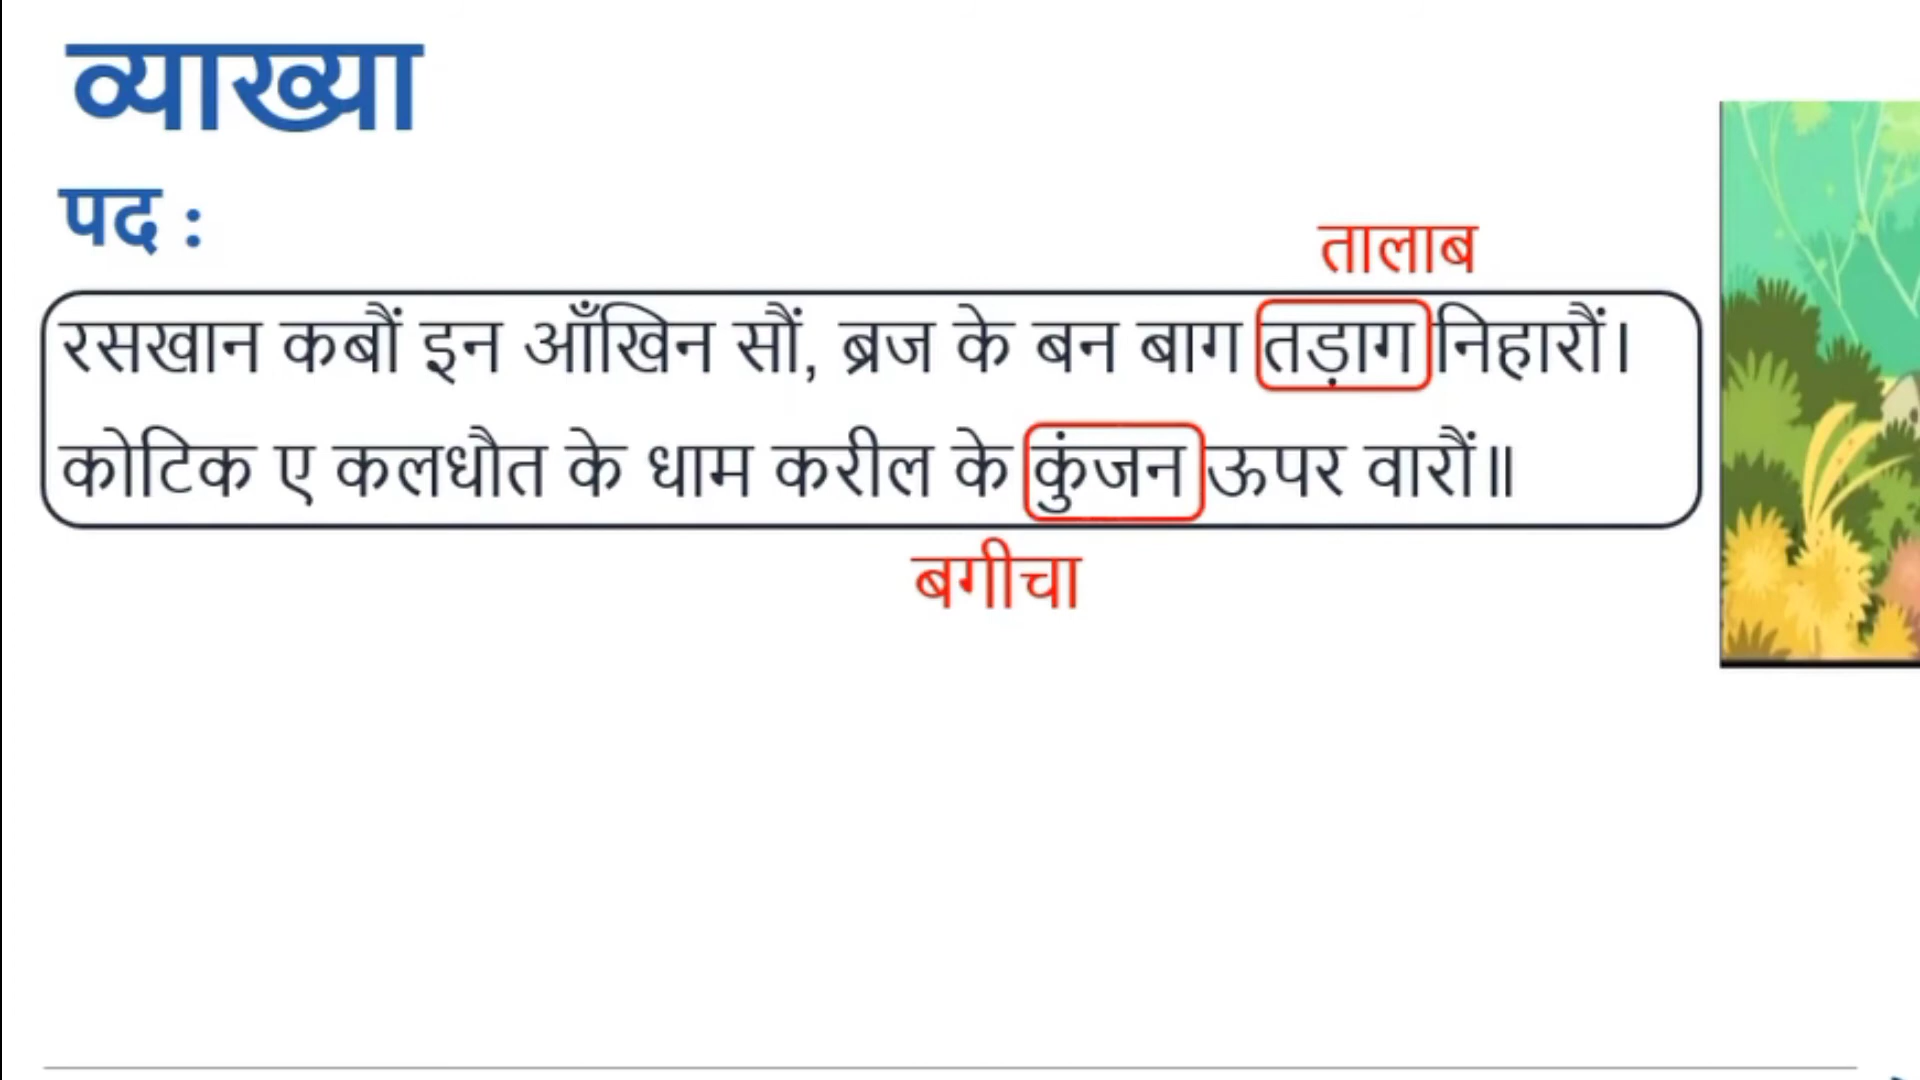 व्याख्या
पद :
तालाब
रसखान कबौं इन आँखिन सौं, ब्रज के बन बाग तड़ाग निहारौं।
कोटिक ए कलधौत के धाम करील के कुंजन ऊपर वारौं॥
बगीचा